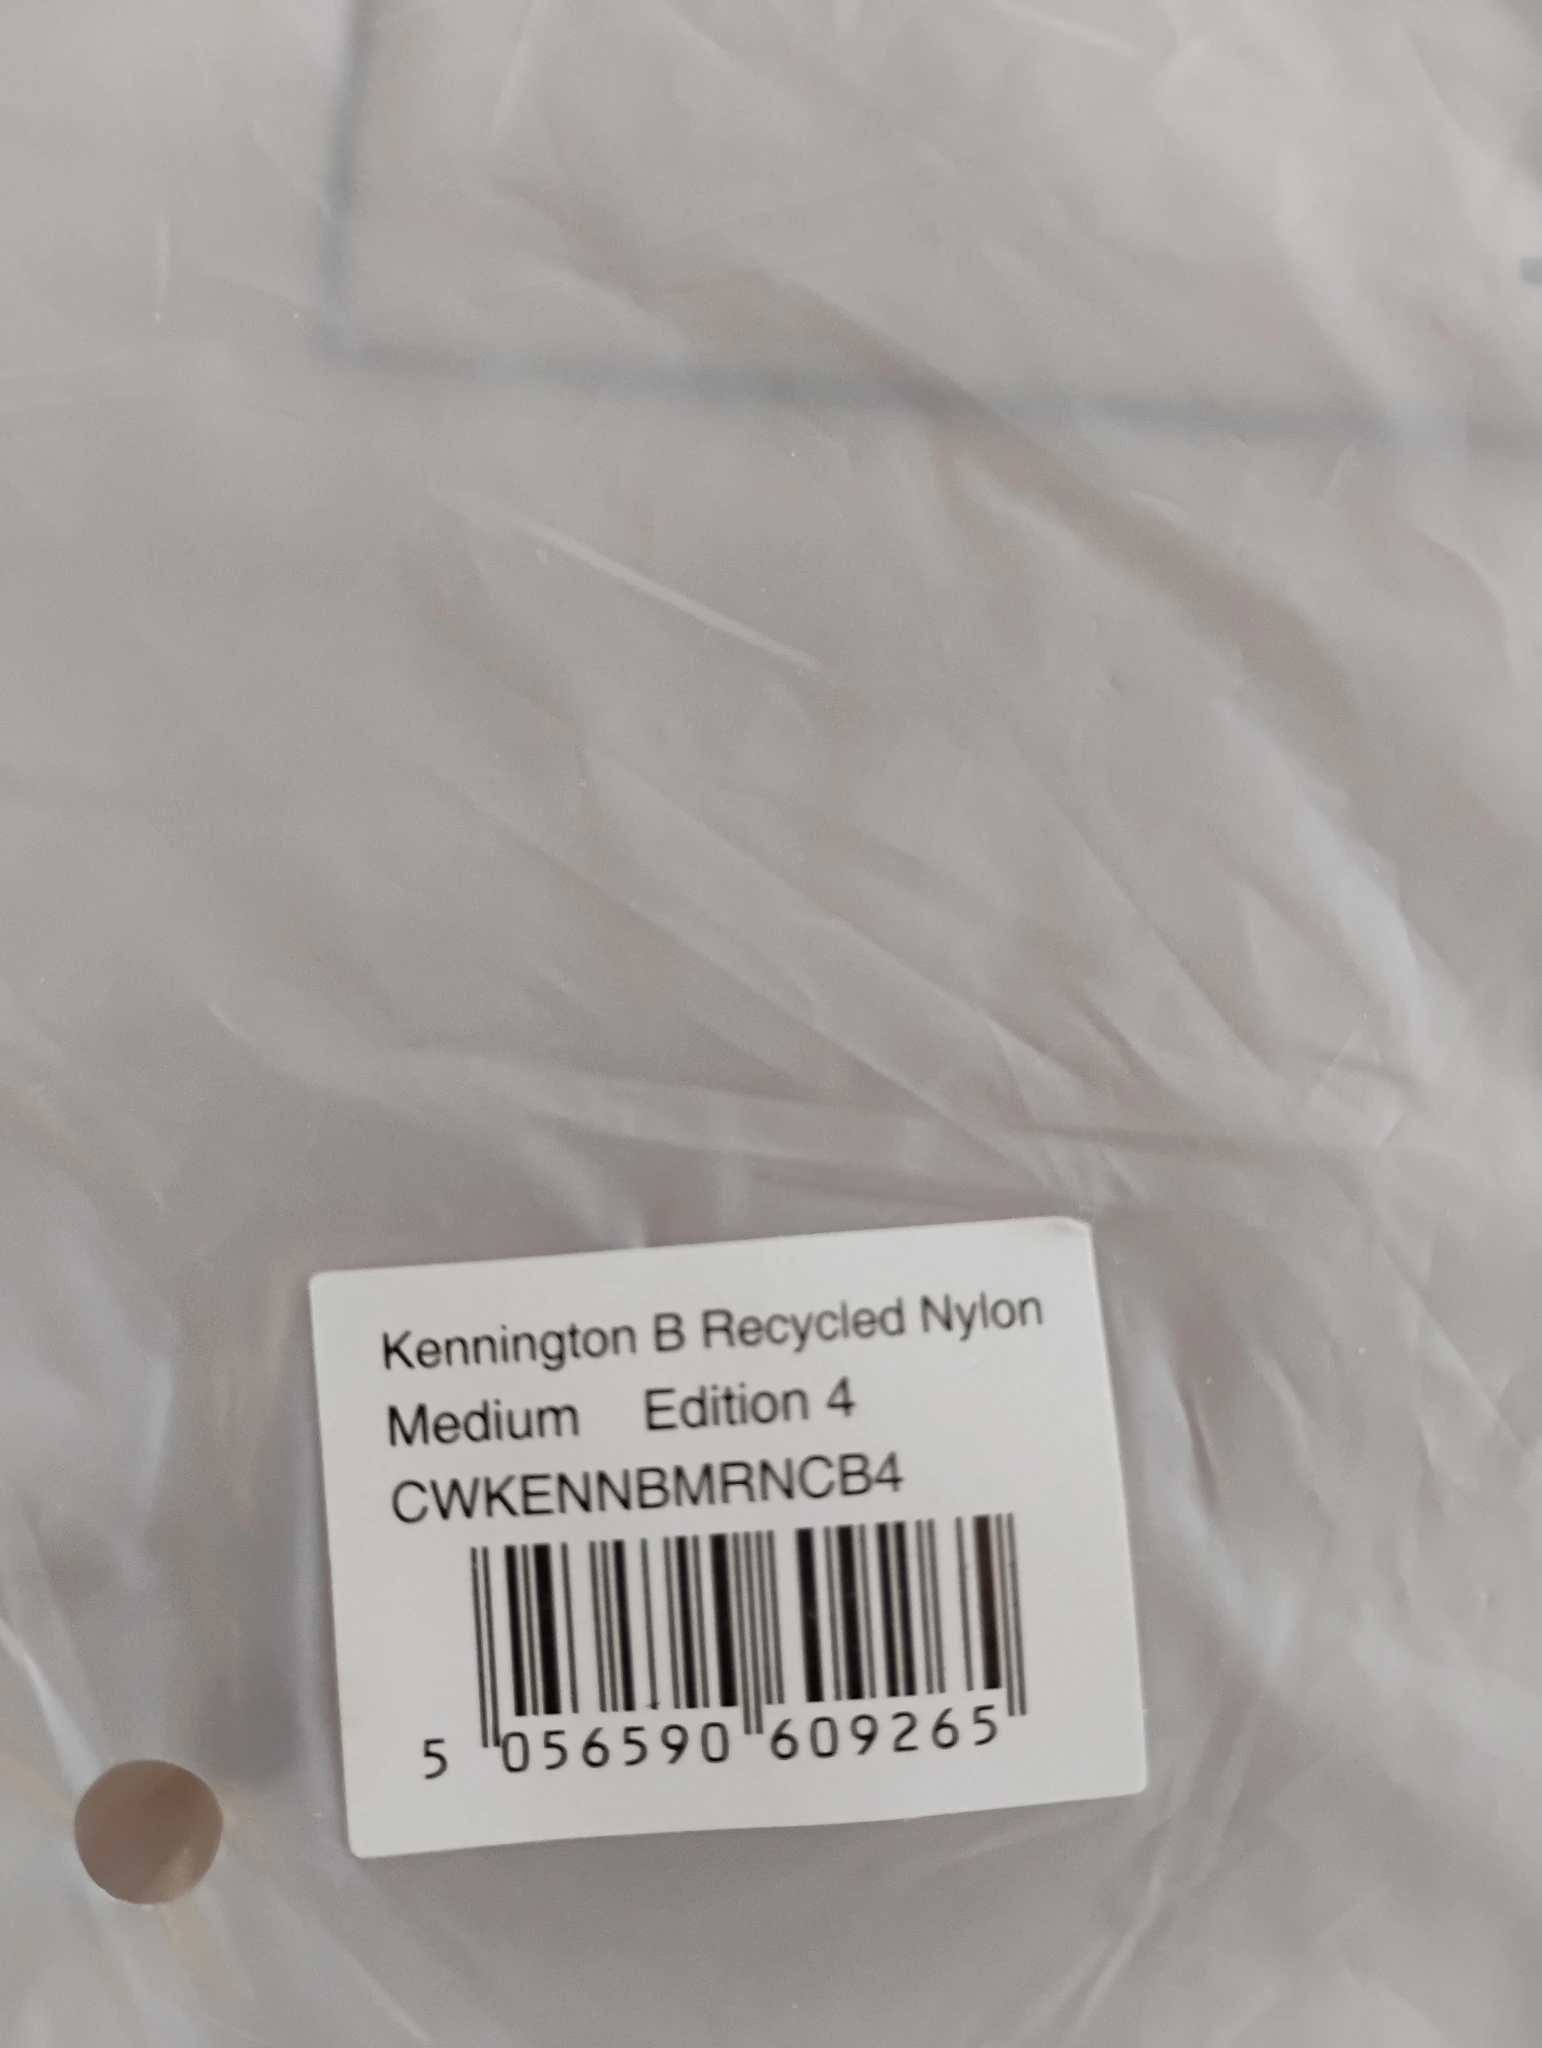 Kennington B Recycled Nylon
Medium Edition 4
CWKENNBMRNCB4
5 056590 609265